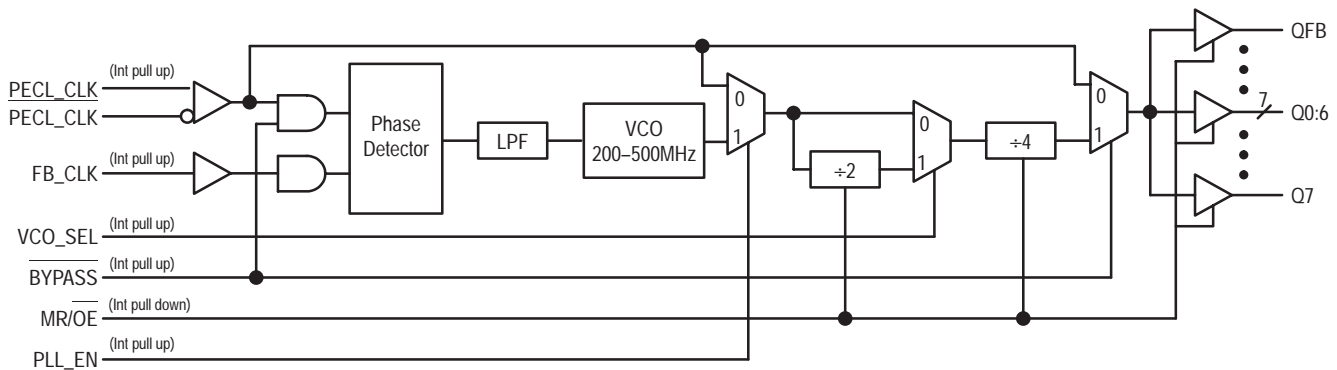 PECL_CLK (Int pull up)
PECL_CLK
FB_CLK (Int pull up)
VCO_SEL (Int pull up)
BYPASS (Int pull up)
MR/OE (Int pull down)
PLL_EN (Int pull up)
Phase
Detector
LPF
VCO
200–500MHz
0
1
÷2
0
1
÷4
0
1
QFB
7
Q0:6
Q7